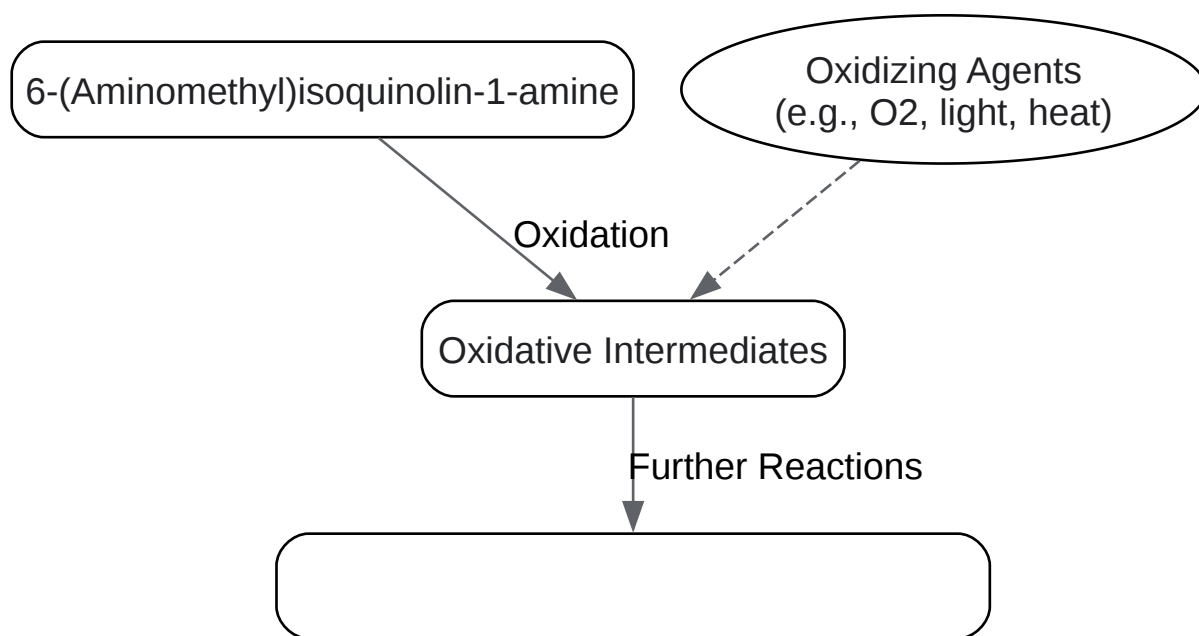 6-(Aminomethyl)isoquinolin-1-amine
Oxidizing Agents
(e.g., O2, light, heat)
Oxidation
Oxidative Intermediates
Further Reactions